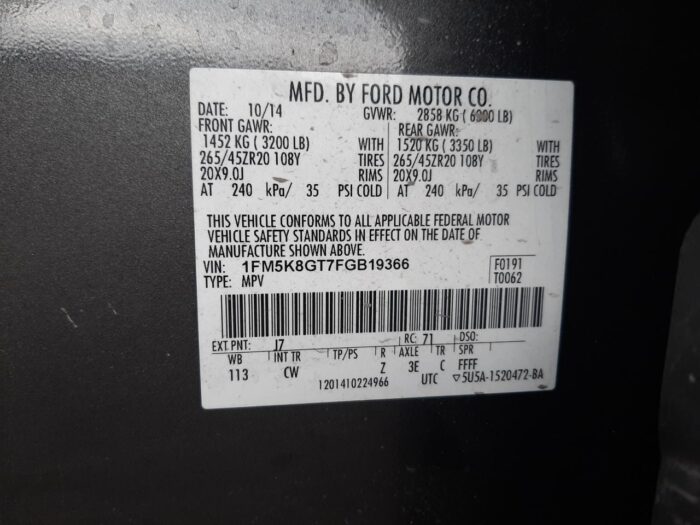 MFD. BY FORD MOTOR CO.
DATE: 10/14 GVWR: 2858 KG ( 6300 LB)
FRONT GAWR: REAR GAWR:
1452 KG ( 3200 LB) WITH 1520 KG ( 3350 LB) WITH
265/45ZR20 108Y TIRES 265/45ZR20 108Y TIRES
20X9.0J RIMS 20X9.0J RIMS
AT 240 kPa/ 35 PSI COLD AT 240 kPa/ 35 PSI COLD
THIS VEHICLE CONFORMS TO ALL APPLICABLE FEDERAL MOTOR
VEHICLE SAFETY STANDARDS IN EFFECT ON THE DATE OF
MANUFACTURE SHOWN ABOVE.
VIN: 1FM5K8GT7FGB19366 F0191
TYPE: MPV T0062
EXT PNT: J7 RC: 71 DSO:
WB INT TR TP/PS R AXLE TR SPR
113 CW Z 3E C FFFF
1201410224966 UTC ▽5U5A-1520472-BA